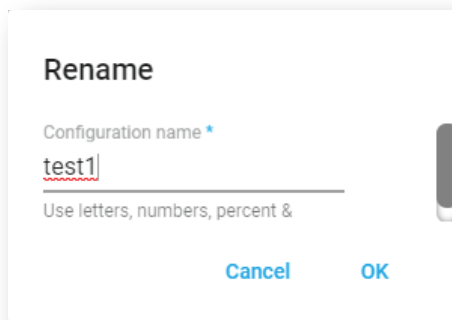 Rename
Configuration name *
test1
Use letters, numbers, percent &
Cancel OK